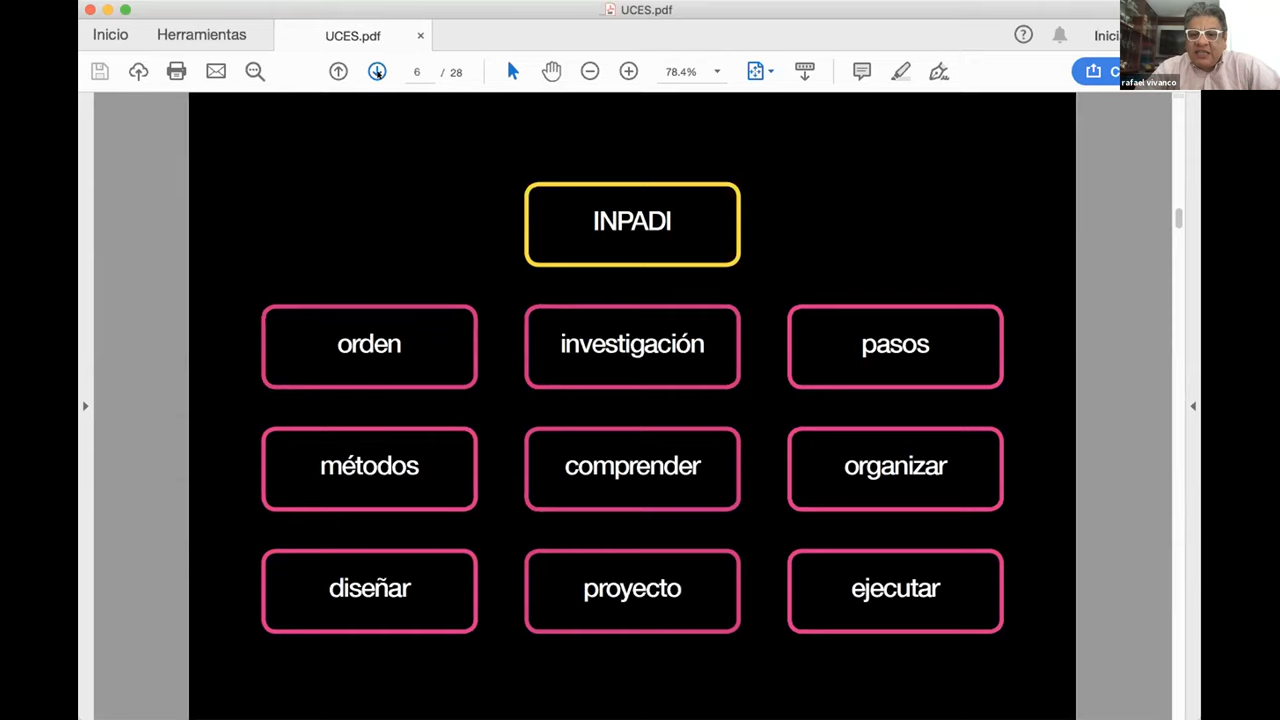 UCES.pdf
Inicio
Herramientas
UCES.pdf
×
Inici
6 / 28
78.4%
C
rafael vivanco
INPADI
orden
investigación
pasos
métodos
comprender
organizar
diseñar
proyecto
ejecutar